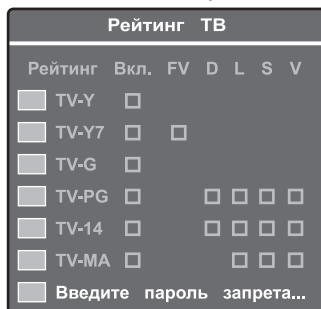 Рейтинг ТВ
Рейтинг Вкл. FV D L S V
TV-Y
TV-Y7
TV-G
TV-PG
TV-14
TV-MA
Введите пароль запрета...